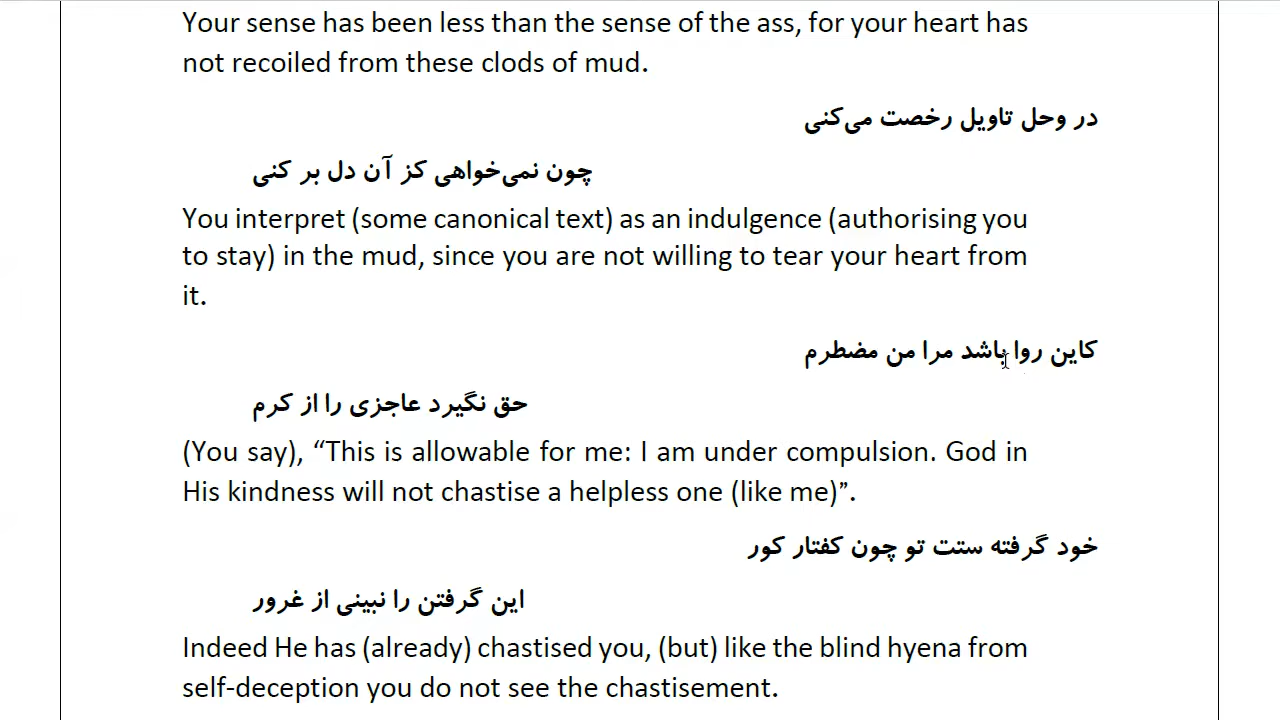 Your sense has been less than the sense of the ass, for your heart has
not recoiled from these clods of mud.
در وحل تاویل رخصت می‌کنی
چون نمی‌خواهی کز آن دل بر کنی
You interpret (some canonical text) as an indulgence (authorising you
to stay) in the mud, since you are not willing to tear your heart from
it.
کاین روا باشد مرا من مضطرم
حق نگیرد عاجزی را از کرم
(You say), “This is allowable for me: I am under compulsion. God in
His kindness will not chastise a helpless one (like me)”.
خود گرفته ستت تو چون کفتار کور
این گرفتن را نبینی از غرور
Indeed He has (already) chastised you, (but) like the blind hyena from
self-deception you do not see the chastisement.